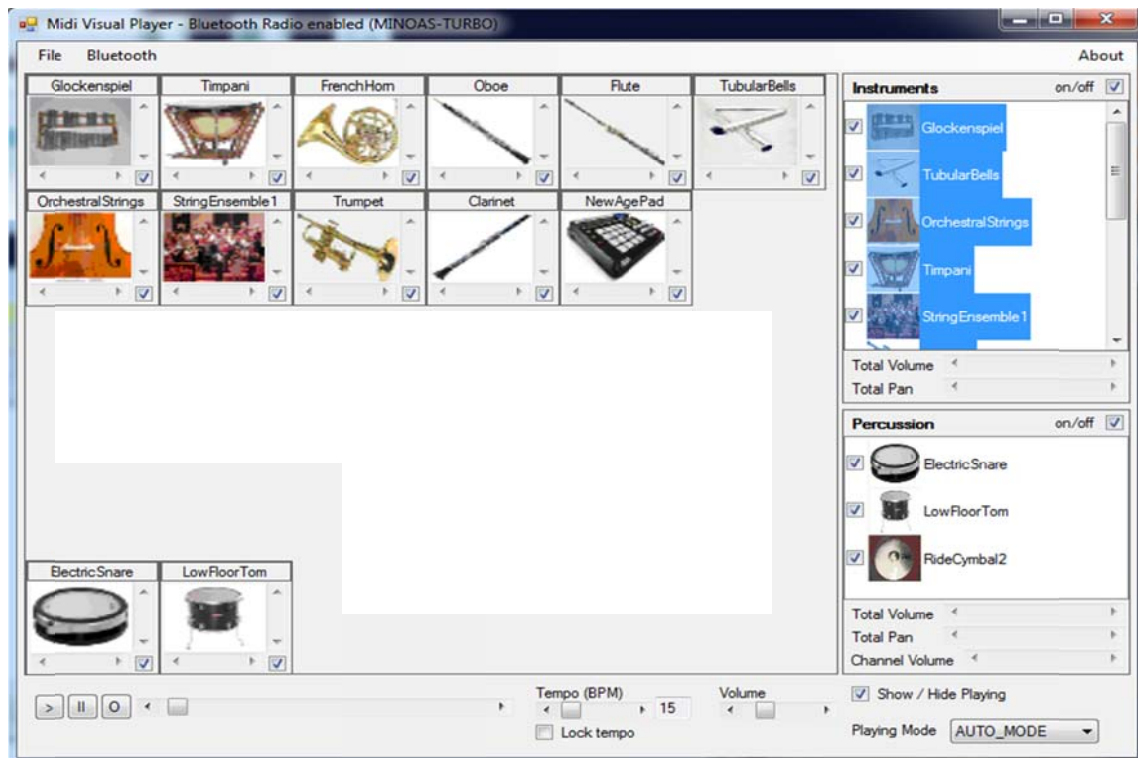 Midi Visual Player - Bluetooth Radio enabled (MINOAS-TURBO)
File Bluetooth About
Glockenspiel Timpani FrenchHorn Oboe Flute TubularBells
OrchestralStrings StringEnsemble1 Trumpet Clarinet NewAgePad
ElectricSnare LowFloorTom
Instruments on/off
Glockenspiel
TubularBells
OrchestralStrings
Timpani
StringEnsemble1
Total Volume
Total Pan
Percussion on/off
ElectricSnare
LowFloorTom
RideCymbal2
Total Volume
Total Pan
Channel Volume
> II O
Tempo (BPM) Volume
15
Lock tempo
Show / Hide Playing
Playing Mode AUTO_MODE